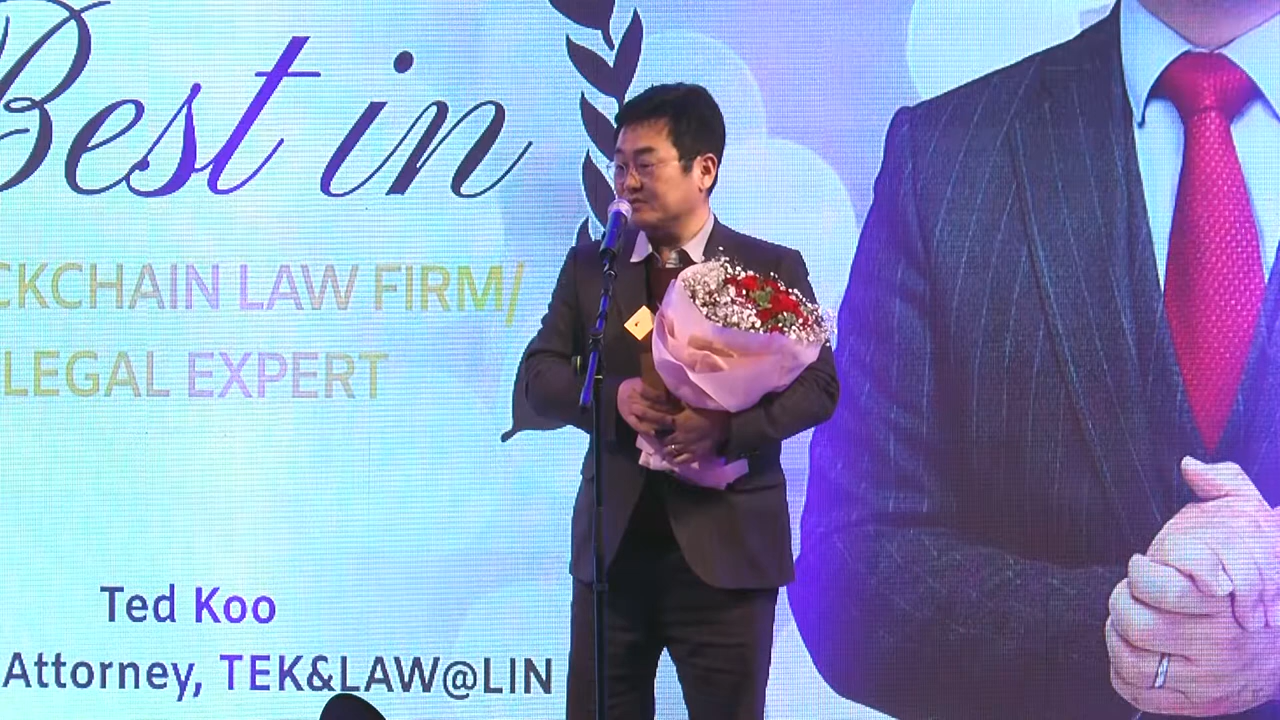 Best in
CKCHAIN LAW FIRM/
LEGAL EXPERT
Ted Koo
Attorney, TEK&LAW@LIN